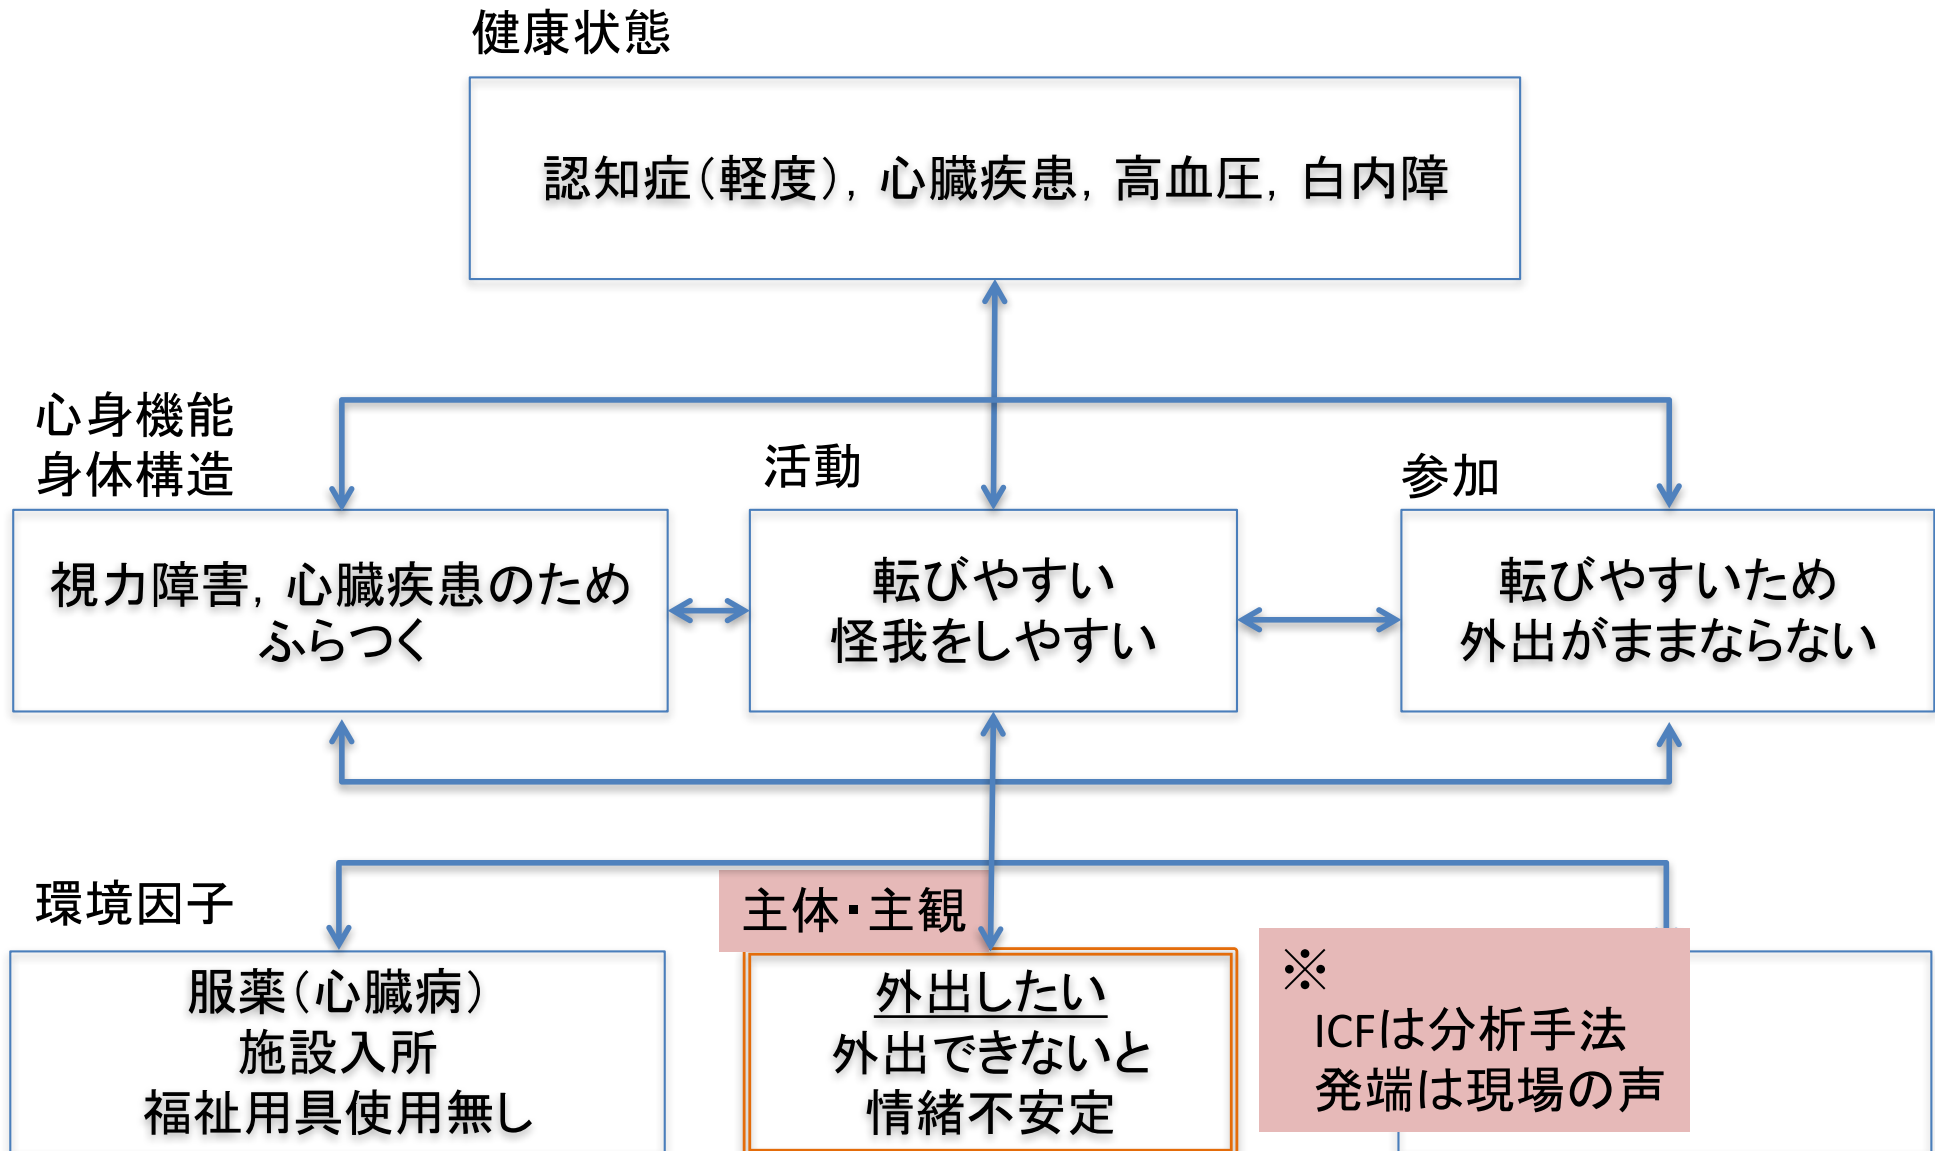 健康状態
認知症（軽度），心臓疾患，高血圧，白内障
心身機能
身体構造
活動
参加
視力障害，心臓疾患のため
ふらつく
転びやすい
怪我をしやすい
転びやすいため
外出がままならない
環境因子
主体・主観
服薬（心臓病）
施設入所
福祉用具使用無し
外出したい
外出できないと
情緒不安定
※
ICFは分析手法
発端は現場の声